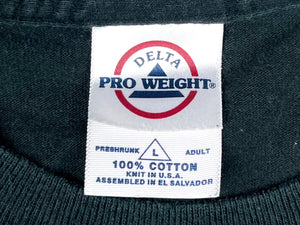 DELTA
PRO WEIGHT®
PRESHRUNK L ADULT
100% COTTON
KNIT IN U.S.A.
ASSEMBLED IN EL SALVADOR